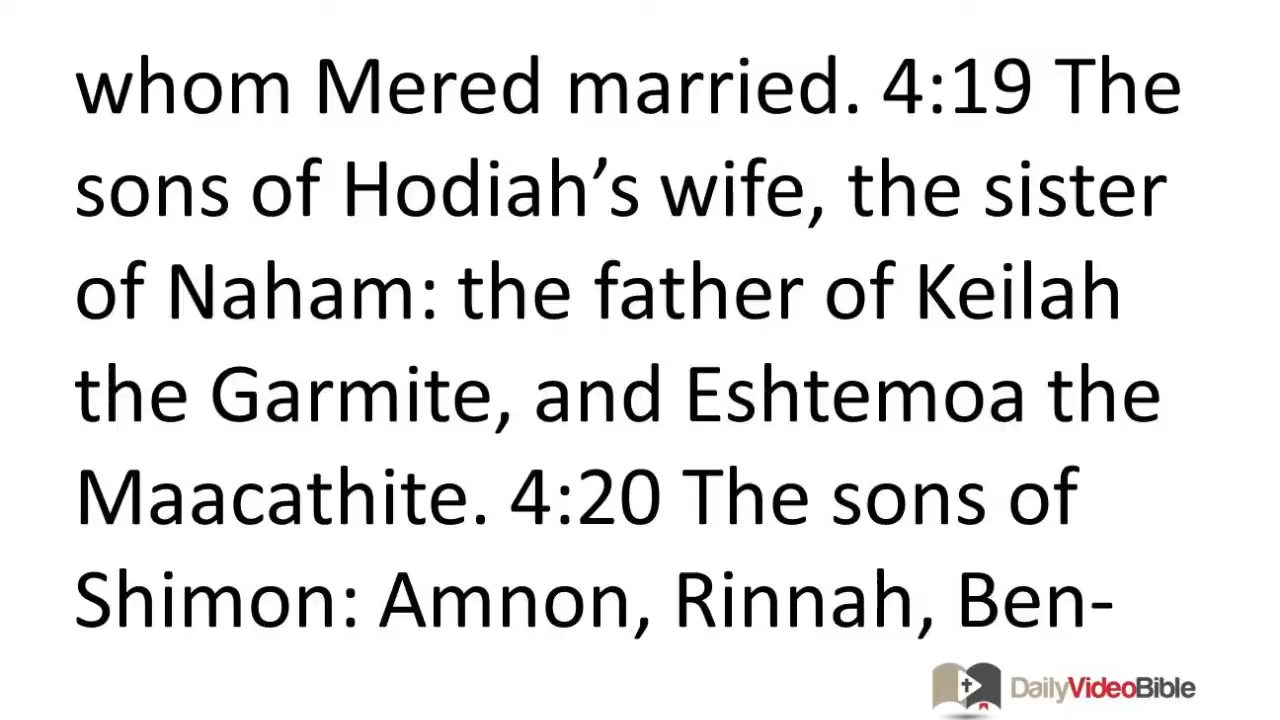 whom Mered married. 4:19 The
sons of Hodiah’s wife, the sister
of Naham: the father of Keilah
the Garmite, and Eshtemoa the
Maacathite. 4:20 The sons of
Shimon: Amnon, Rinnah, Ben-
DailyVideoBible